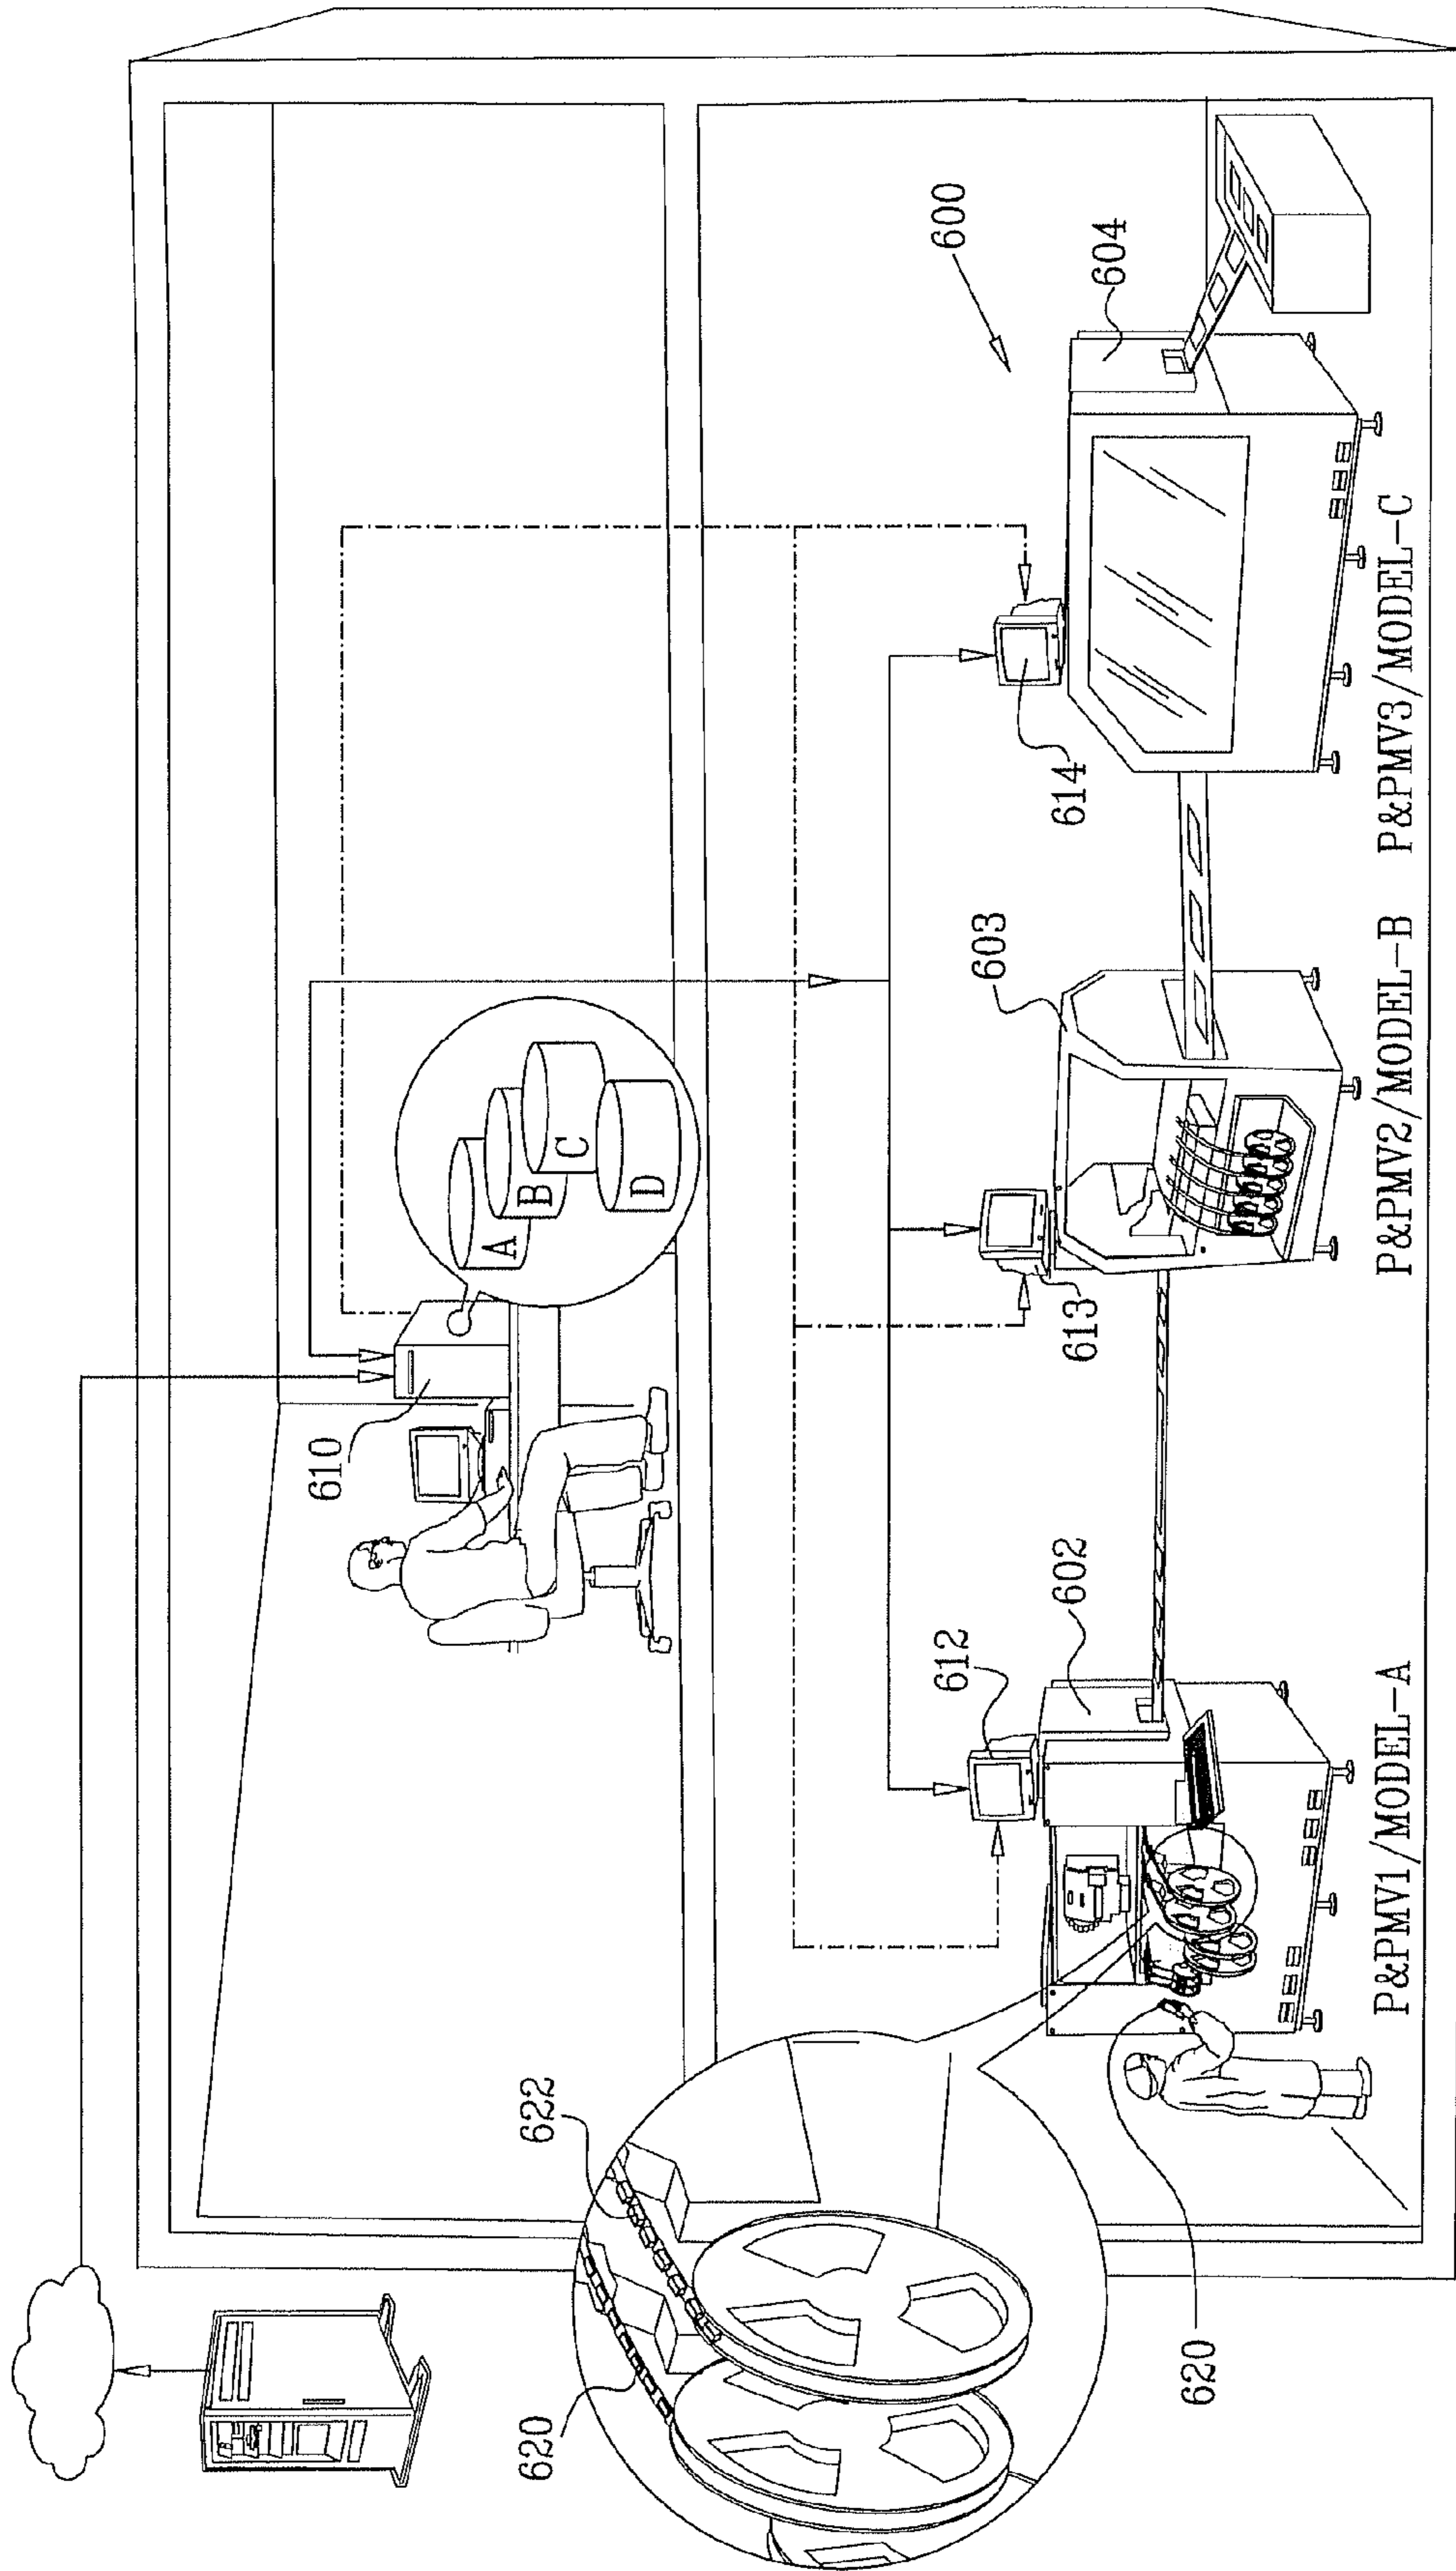 610
A
B
C
D
622
620
600
612
602
613
603
614
604
620
P&PMV1/MODEL-A
P&PMV2/MODEL-B
P&PMV3/MODEL-C